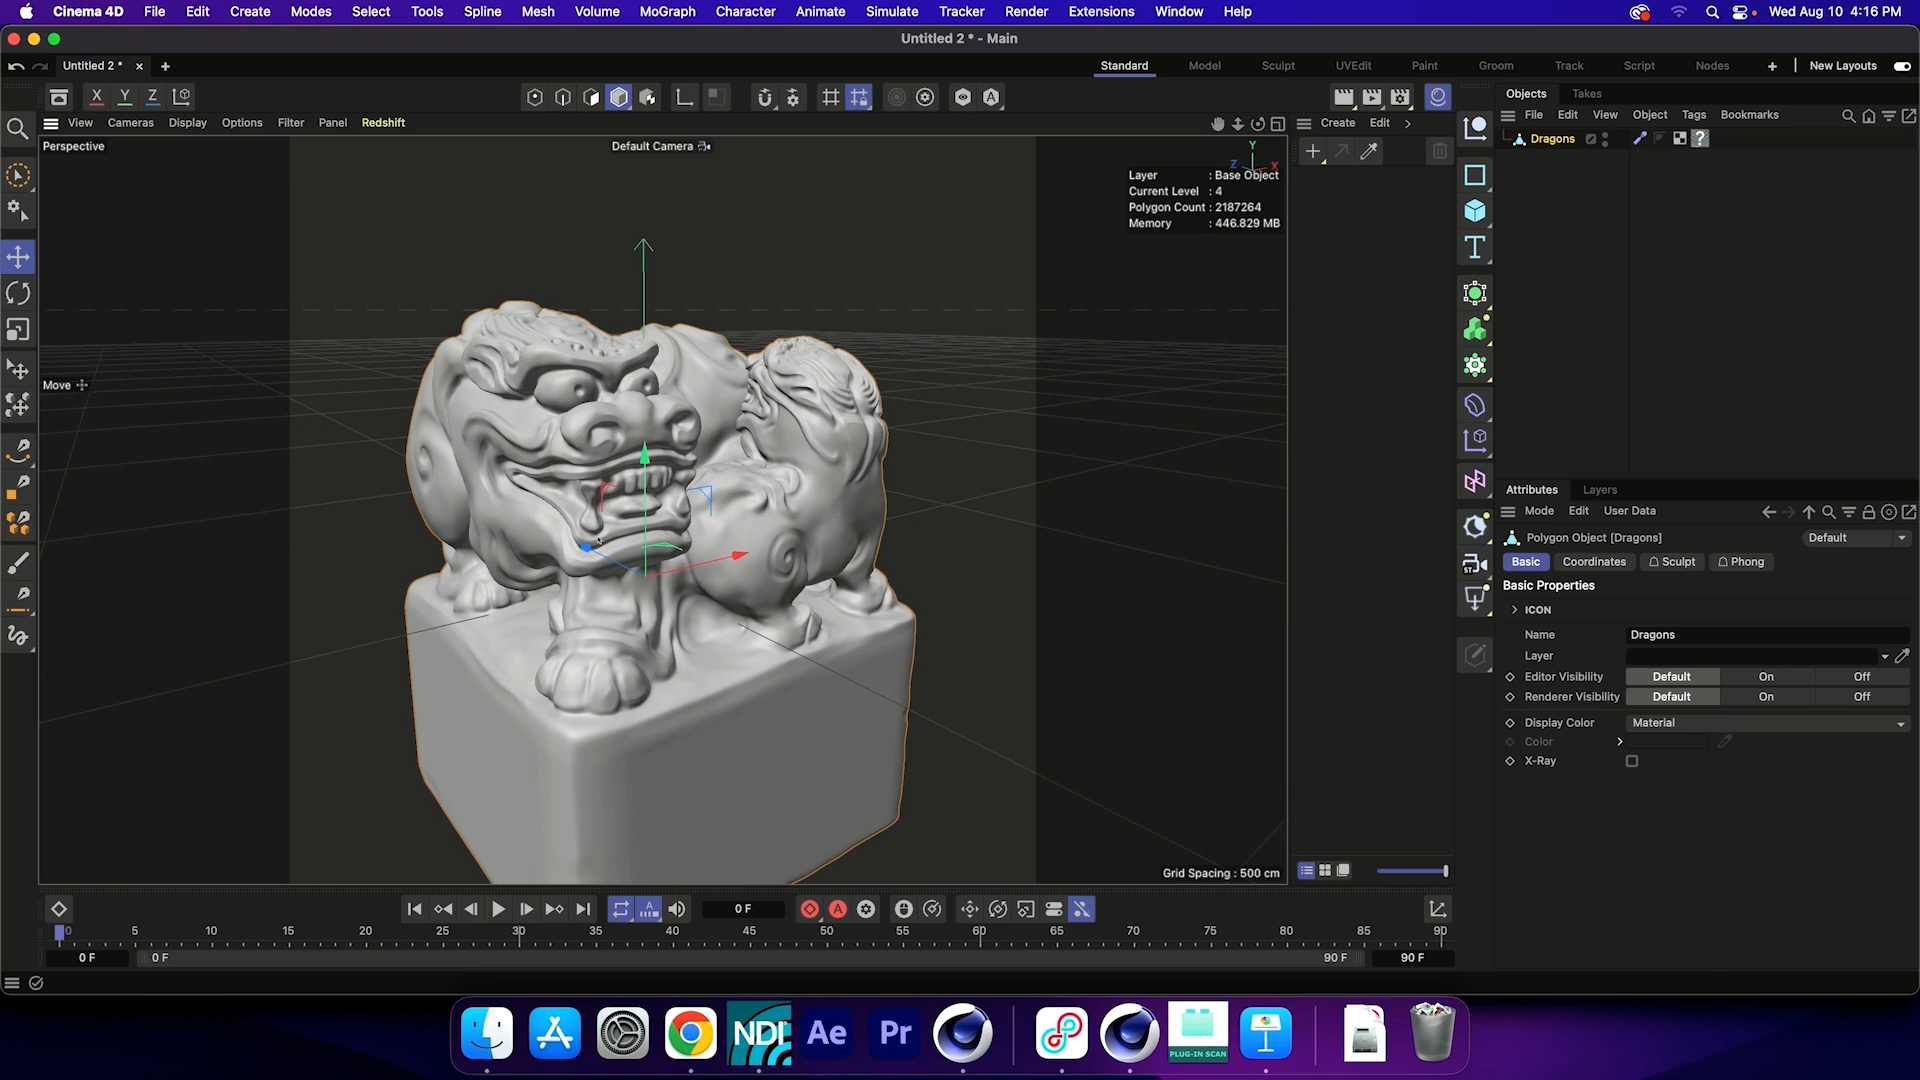 Cinema 4D File Edit Create Modes Select Tools Spline Mesh Volume MoGraph Character Animate Simulate Tracker Render Extensions Window Help Wed Aug 10 4:16 PM
Untitled 2 * - Main
Untitled 2 * Standard Model Sculpt UVEdit Paint Groom Track Script Nodes New Layouts
X Y Z A Objects Takes
File Edit View Object Tags Bookmarks
View Cameras Display Options Filter Panel Redshift Create Edit
Dragons ?
Perspective Default Camera Y
Z X
Layer : Base Object
Current Level : 4
Polygon Count : 2187264
Memory : 446.829 MB
T
Move
Attributes Layers
Mode Edit User Data
Polygon Object [Dragons] Default
Basic Coordinates Sculpt Phong
ST
Basic Properties
ICON
Name Dragons
Layer
Editor Visibility Default On Off
Renderer Visibility Default On Off
Display Color Material
Color
X-Ray
Grid Spacing : 500 cm
A 0 F A
0 5 10 15 20 25 30 35 40 45 50 55 60 65 70 75 80 85 90
0 F 0 F 90 F 90 F
NDI Ae Pr
PLUG-IN SCAN